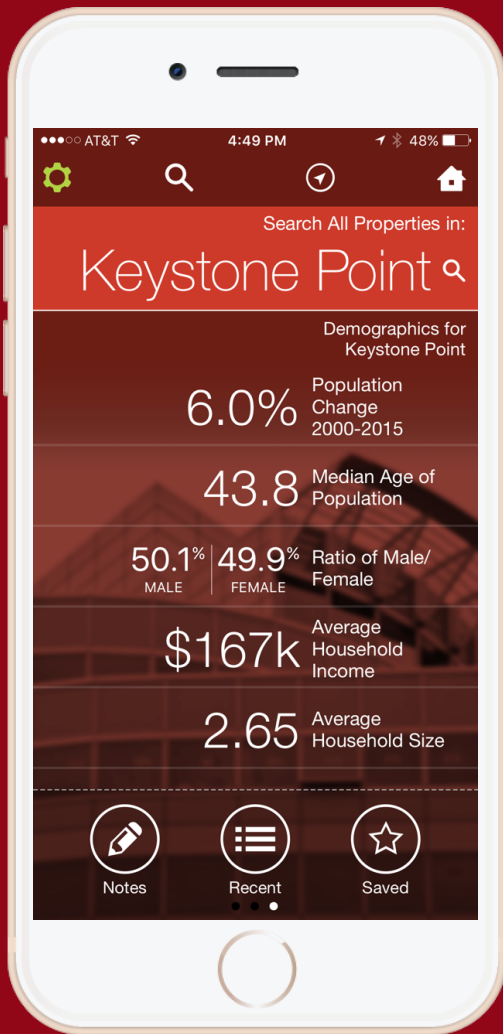 ●●●○○ AT&T 4:49 PM 48%
Search All Properties in:
Keystone Point
Demographics for
Keystone Point
6.0% Population
Change
2000-2015
43.8 Median Age of
Population
50.1% 49.9% Ratio of Male/
MALE FEMALE Female
$167k Average
Household
Income
2.65 Average
Household Size
Notes Recent Saved